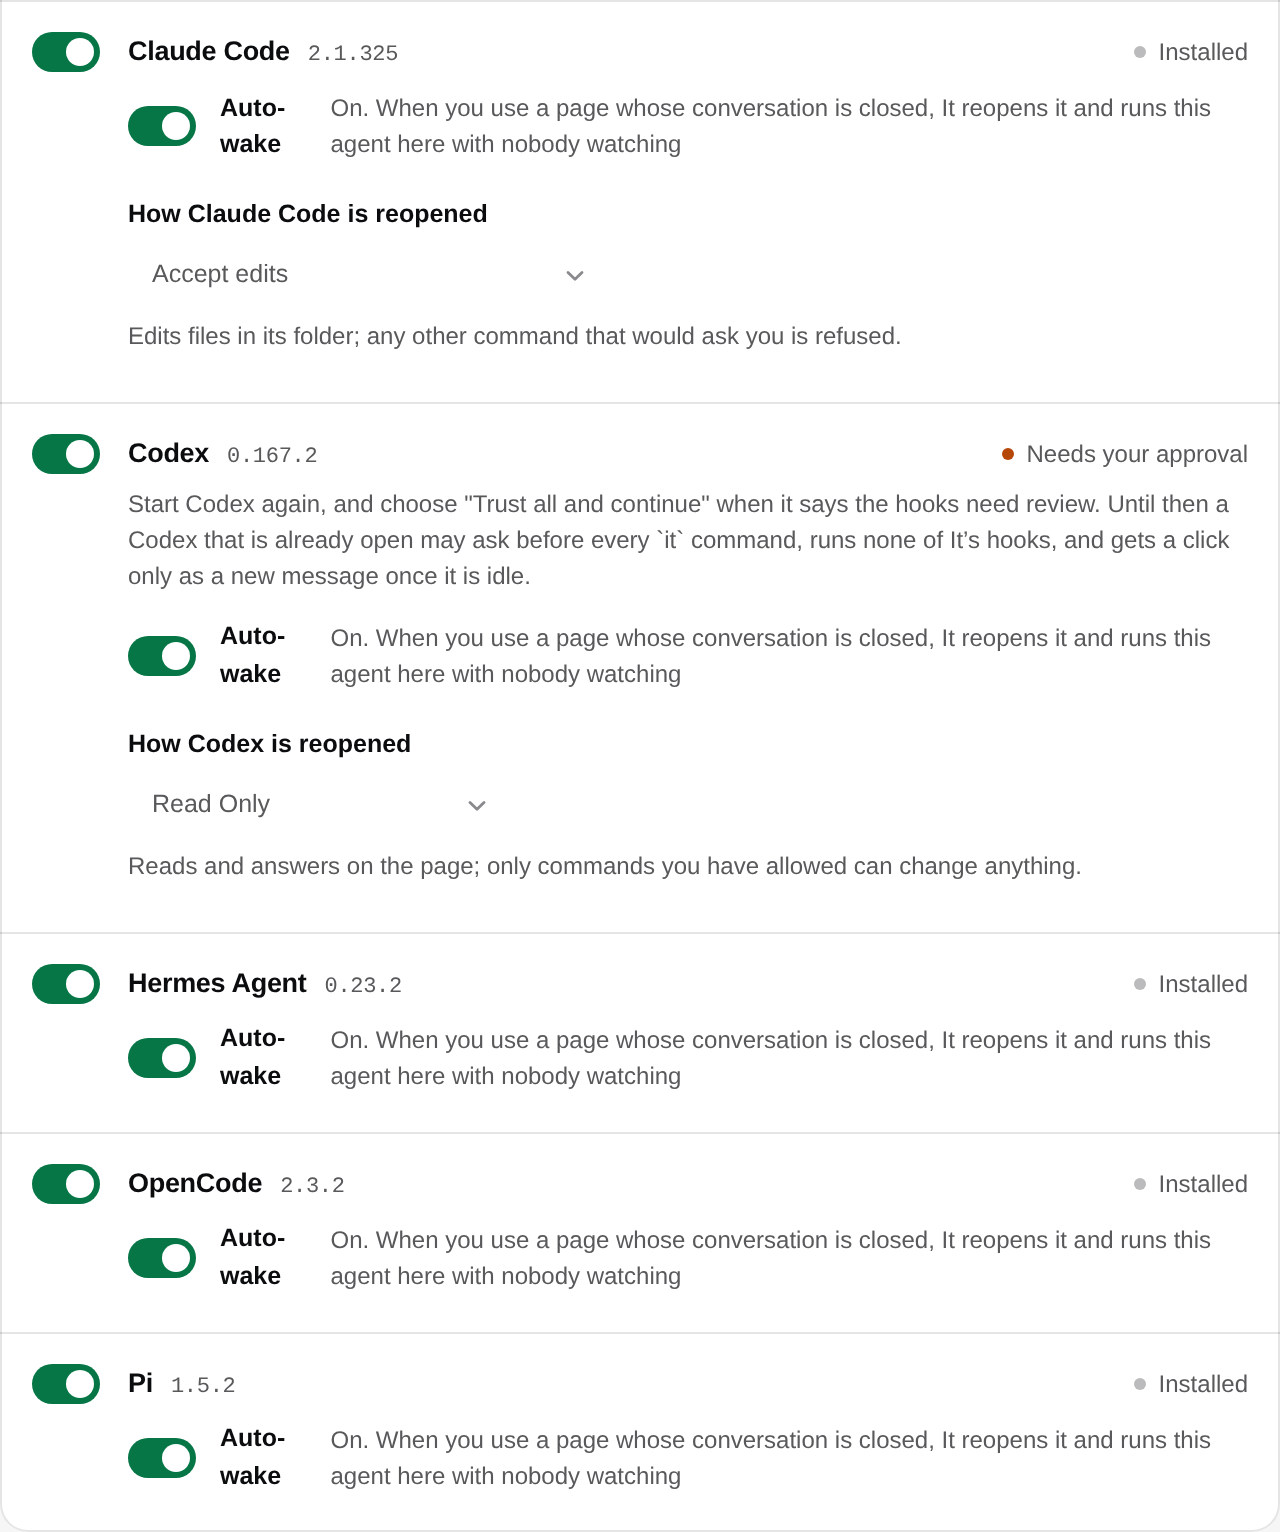 Claude Code 2.1.325 Installed
Auto-
wake
On. When you use a page whose conversation is closed, It reopens it and runs this
agent here with nobody watching
How Claude Code is reopened
Accept edits
Edits files in its folder; any other command that would ask you is refused.
Codex 0.167.2 Needs your approval
Start Codex again, and choose "Trust all and continue" when it says the hooks need review. Until then a
Codex that is already open may ask before every `it` command, runs none of It’s hooks, and gets a click
only as a new message once it is idle.
Auto-
wake
On. When you use a page whose conversation is closed, It reopens it and runs this
agent here with nobody watching
How Codex is reopened
Read Only
Reads and answers on the page; only commands you have allowed can change anything.
Hermes Agent 0.23.2 Installed
Auto-
wake
On. When you use a page whose conversation is closed, It reopens it and runs this
agent here with nobody watching
OpenCode 2.3.2 Installed
Auto-
wake
On. When you use a page whose conversation is closed, It reopens it and runs this
agent here with nobody watching
Pi 1.5.2 Installed
Auto-
wake
On. When you use a page whose conversation is closed, It reopens it and runs this
agent here with nobody watching